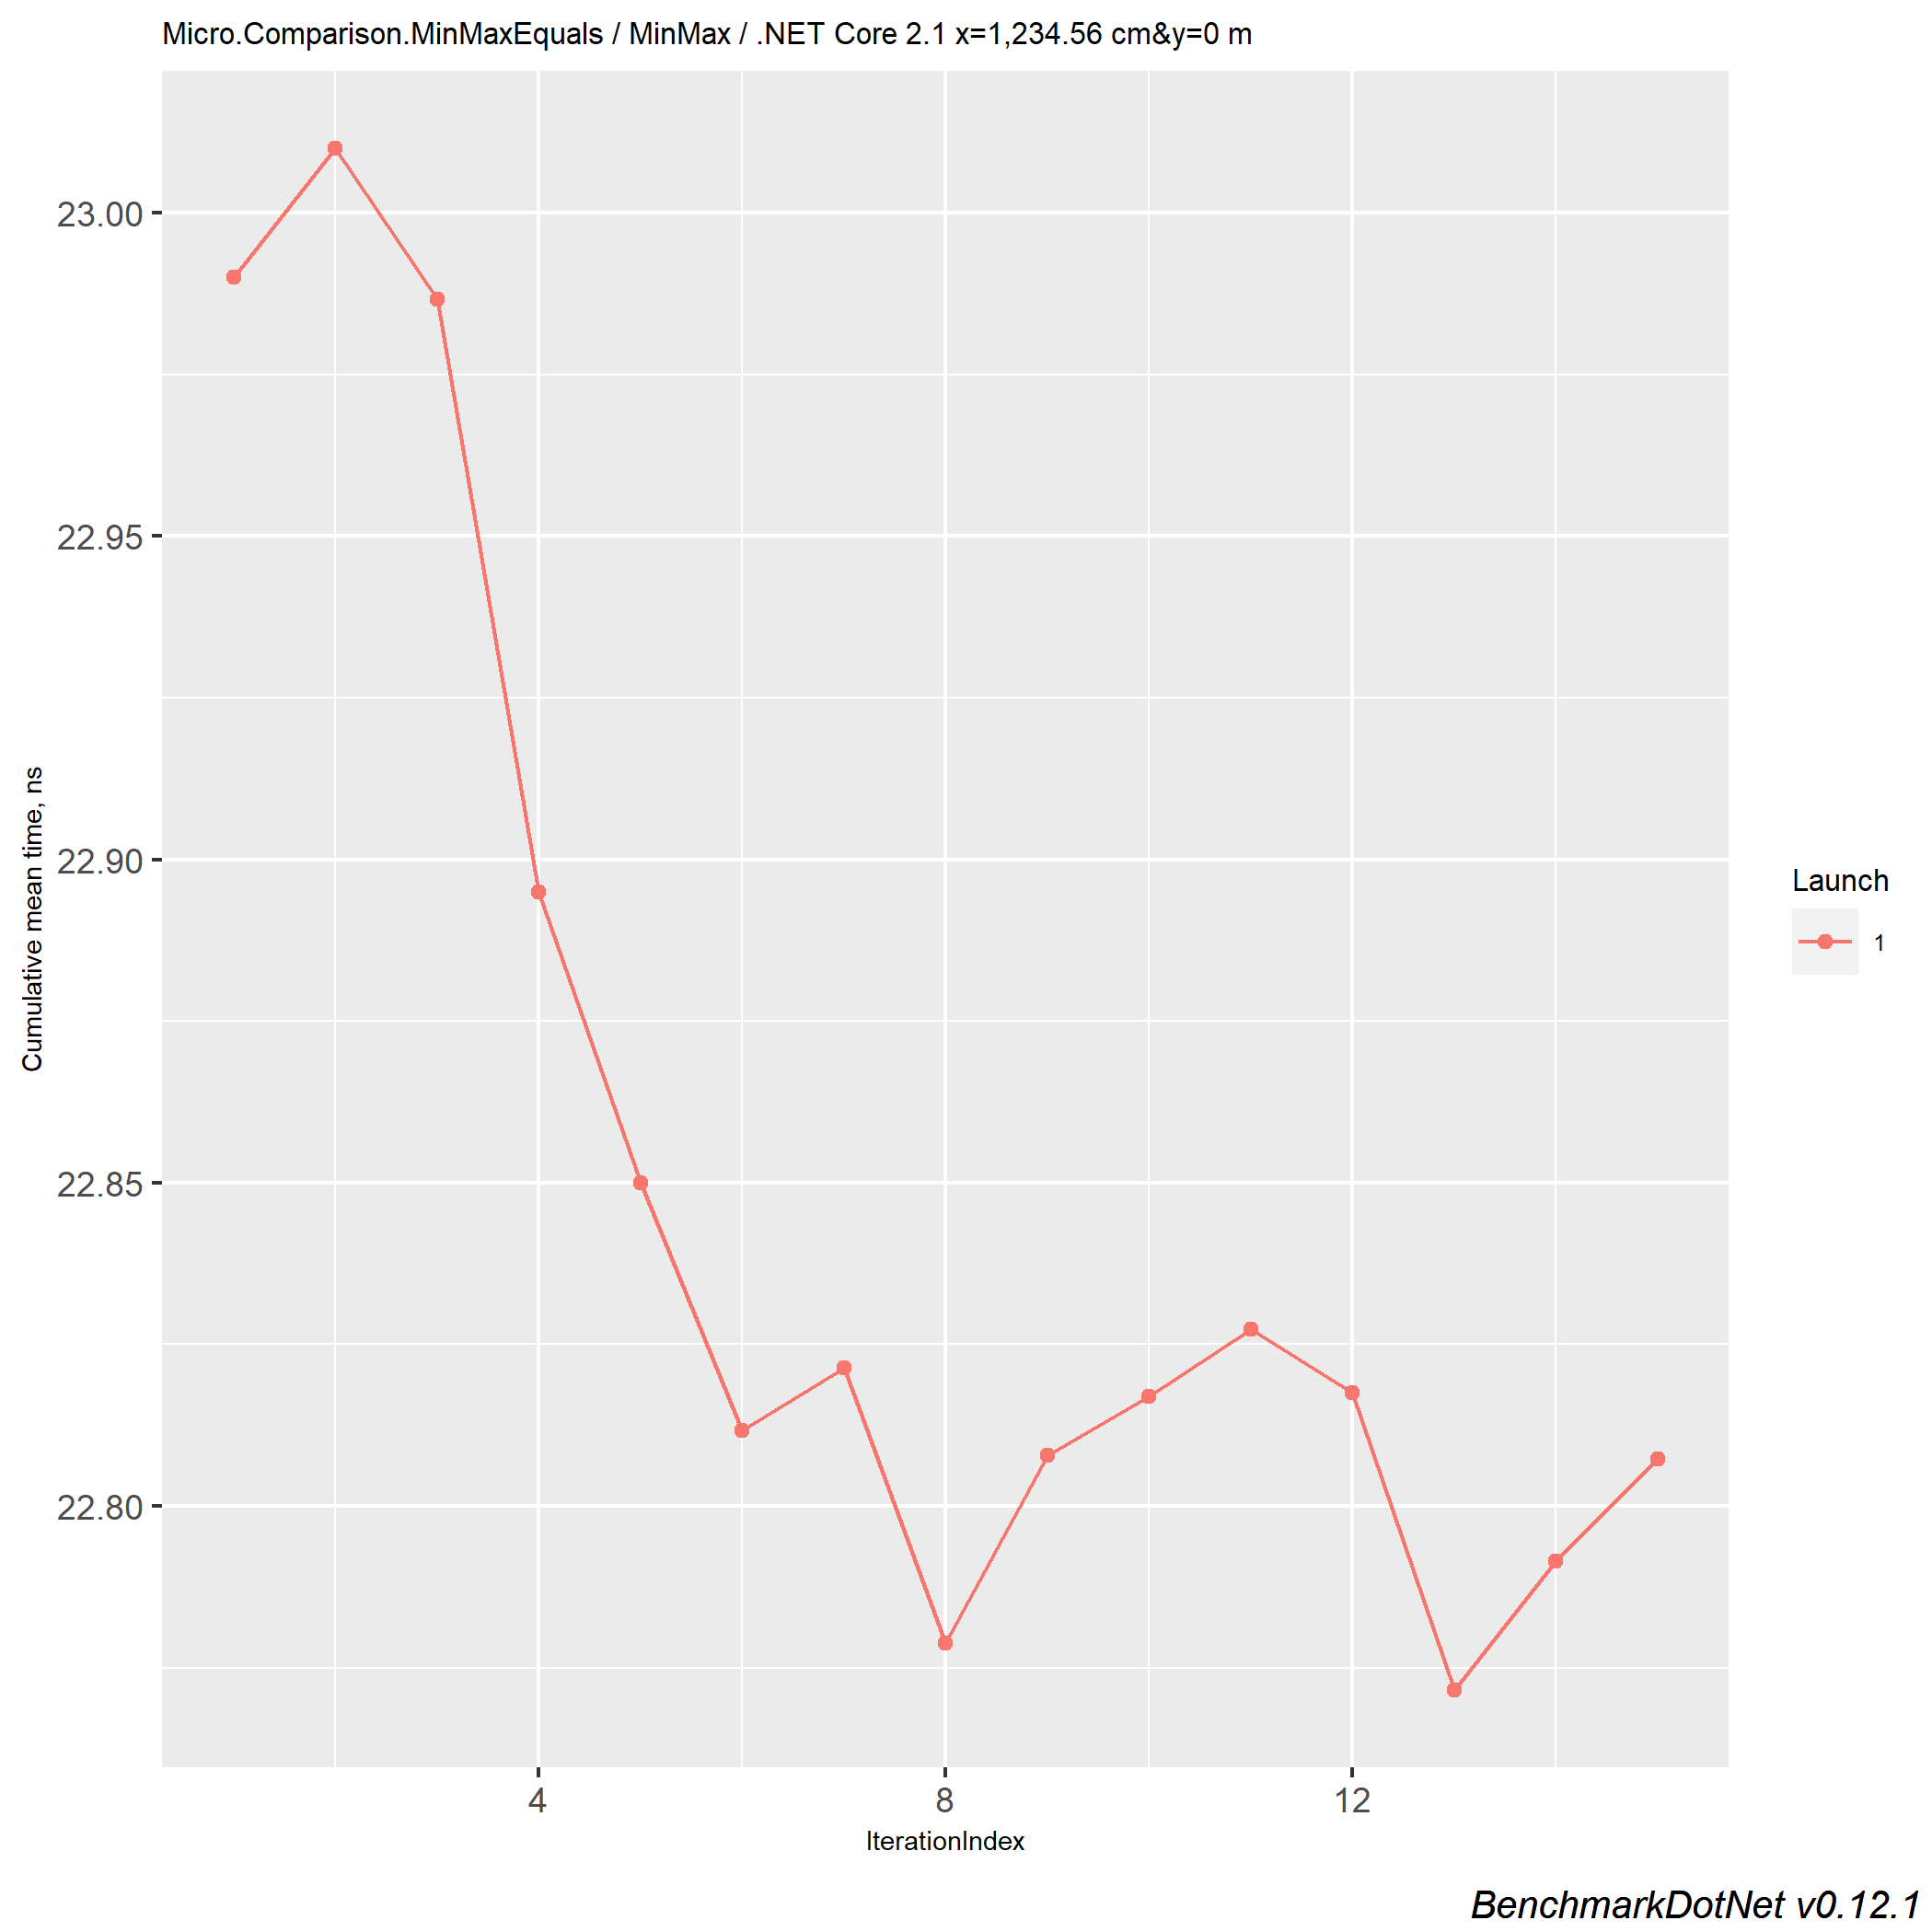 Micro.Comparison.MinMaxEquals / MinMax / .NET Core 2.1 x=1,234.56 cm&y=0 m
23.00
22.95
22.90
22.85
22.80
Cumulative mean time, ns
4
8
12
IterationIndex
Launch
1
BenchmarkDotNet v0.12.1